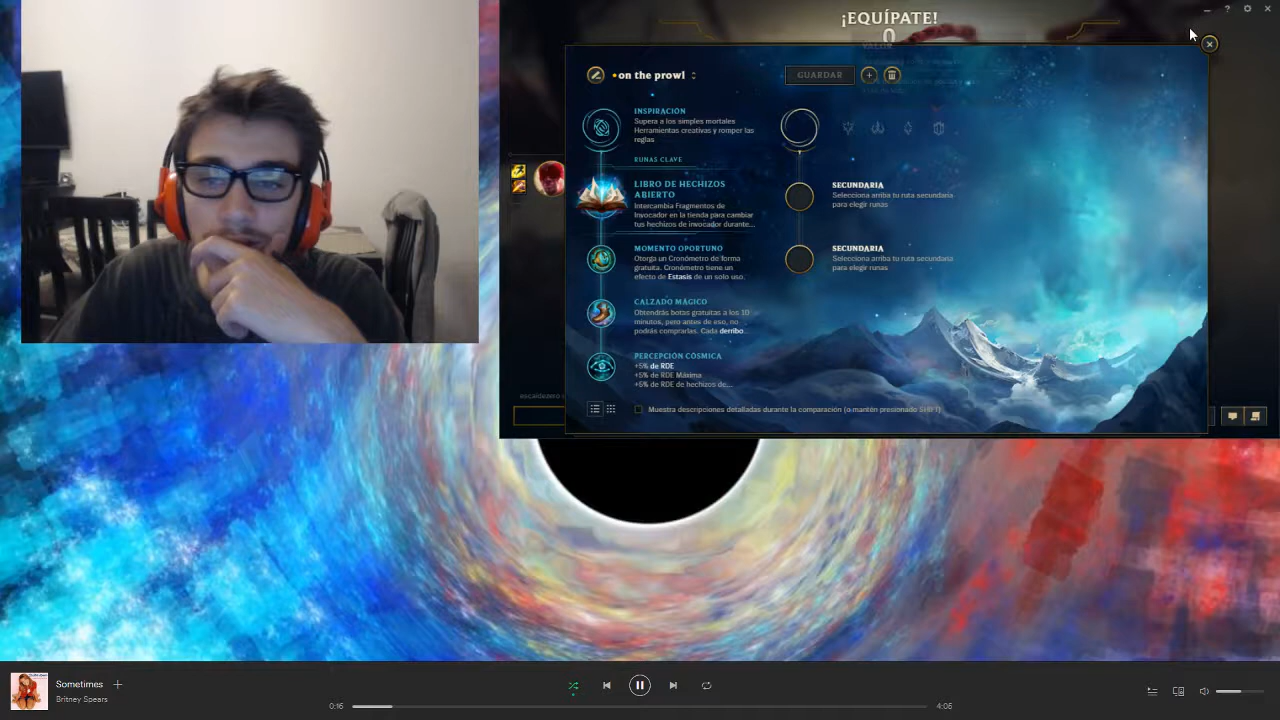 ¡EQUÍPATE!
0
VALOR
on the prowl
GUARDAR
INSPIRACIÓN
Supera a los simples mortales
Herramientas creativas y romper las
reglas
RUNAS CLAVE
LIBRO DE HECHIZOS
ABIERTO
Intercambia Fragmentos de
Invocador en la tienda para cambiar
tus hechizos de invocador durante...
MOMENTO OPORTUNO
Otorga un Cronómetro de forma
gratuita. Cronómetro tiene un
efecto de Estasis de un solo uso.
CALZADO MÁGICO
Obtendrás botas gratuitas a los 10
minutos, pero antes de eso, no
podrás comprarlas. Cada derribo
PERCEPCIÓN CÓSMICA
+5% de RDE
+5% de RDE Máxima
+5% de RDE de hechizos de...
SECUNDARIA
Selecciona arriba tu ruta secundaria
para elegir runas
SECUNDARIA
Selecciona arriba tu ruta secundaria
para elegir runas
Muestra descripciones detalladas durante la comparación (o mantén presionado SHIFT)
Sometimes
Britney Spears
0:16
4:05